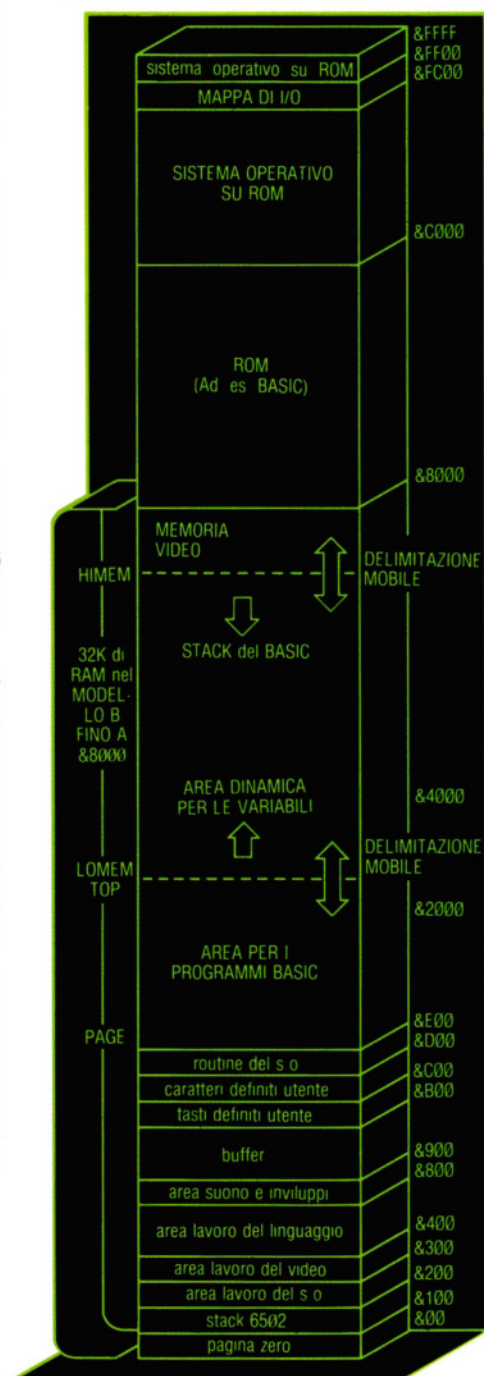 &FFFF
&FF00
sistema operativo su ROM
&FC00
MAPPA DI I/O
SISTEMA OPERATIVO
SU ROM
&C000
ROM
(Ad es BASIC)
&8000
MEMORIA
VIDEO
HIMEM
DELIMITAZIONE
MOBILE
STACK del BASIC
32K di
RAM nel
MODEL-
LO B
FINO A
&8000
AREA DINAMICA
PER LE VARIABILI
&4000
DELIMITAZIONE
MOBILE
LOMEM
TOP
&2000
AREA PER I
PROGRAMMI BASIC
&E00
PAGE
&D00
routine del s o
&C00
caratteri definiti utente
&B00
tasti definiti utente
buffer
&900
&800
area suono e inviluppi
area lavoro del linguaggio
&400
&300
area lavoro del video
&200
area lavoro del s o
&100
stack 6502
&00
pagina zero